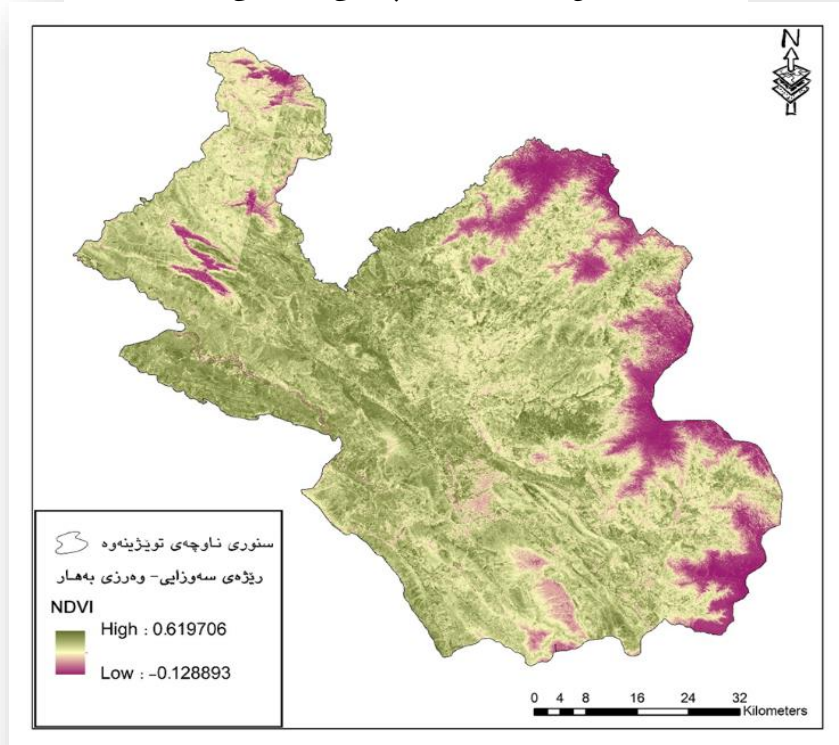 N
سنوری ناوچەی توێژینەوە
رێژەی سەوزایی- وەرزی بەهار
NDVI
High : 0.619706
Low : -0.128893
0 4 8 16 24 32
Kilometers